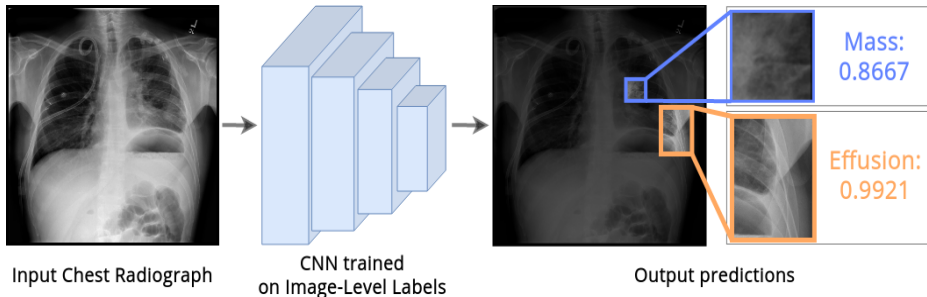 Mass:
0.8667
Effusion:
0.9921
Input Chest Radiograph
CNN trained
on Image-Level Labels
Output predictions